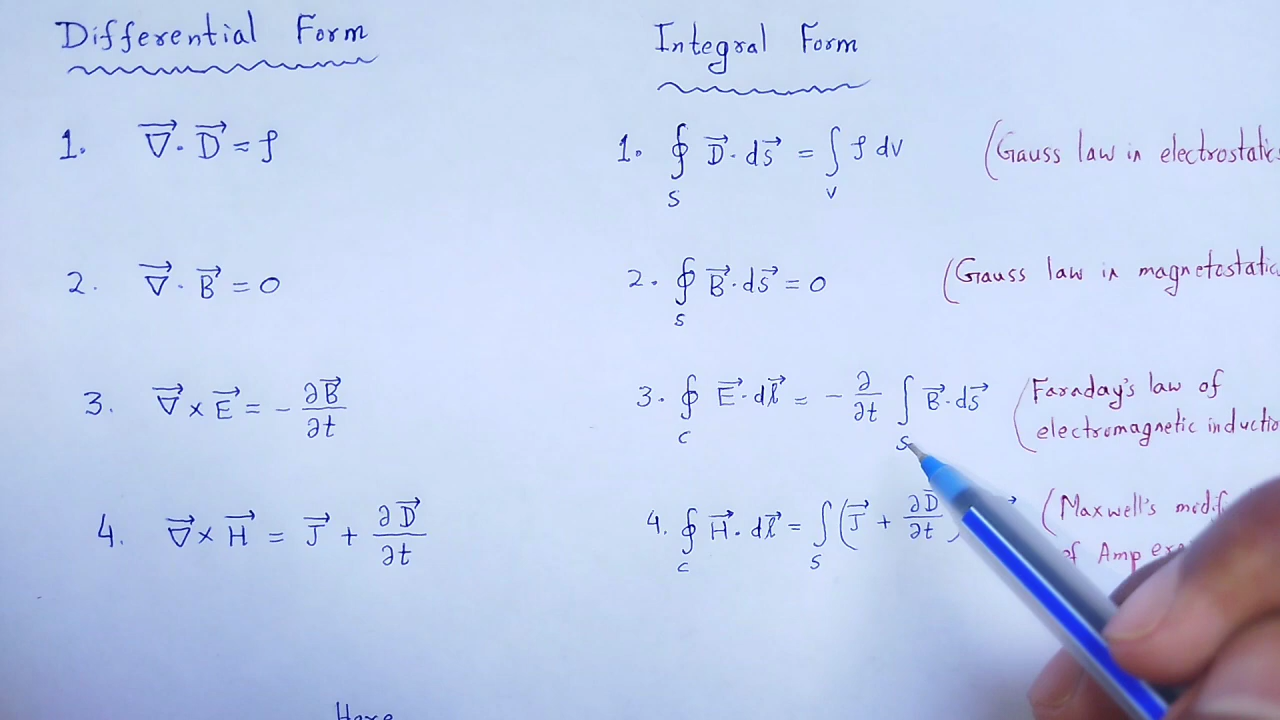 Differential Form Integral Form
1. ∇⃗ · D⃗ = ρ 1. ∮_S D⃗ · ds⃗ = ∫_V ρ dV (Gauss law in electrostatics
2. ∇⃗ · B⃗ = 0 2. ∮_S B⃗ · ds⃗ = 0 (Gauss law in magnetostatic
3. ∇⃗ × E⃗ = - ∂B⃗/∂t 3. ∮_C E⃗ · dl⃗ = - ∂/∂t ∫_S B⃗ · ds⃗ (Faraday's law of
electromagnetic inductio
4. ∇⃗ × H⃗ = J⃗ + ∂D⃗/∂t 4. ∮_C H⃗ · dl⃗ = ∫_S (J⃗ + ∂D⃗/∂t) (Maxwell's
of